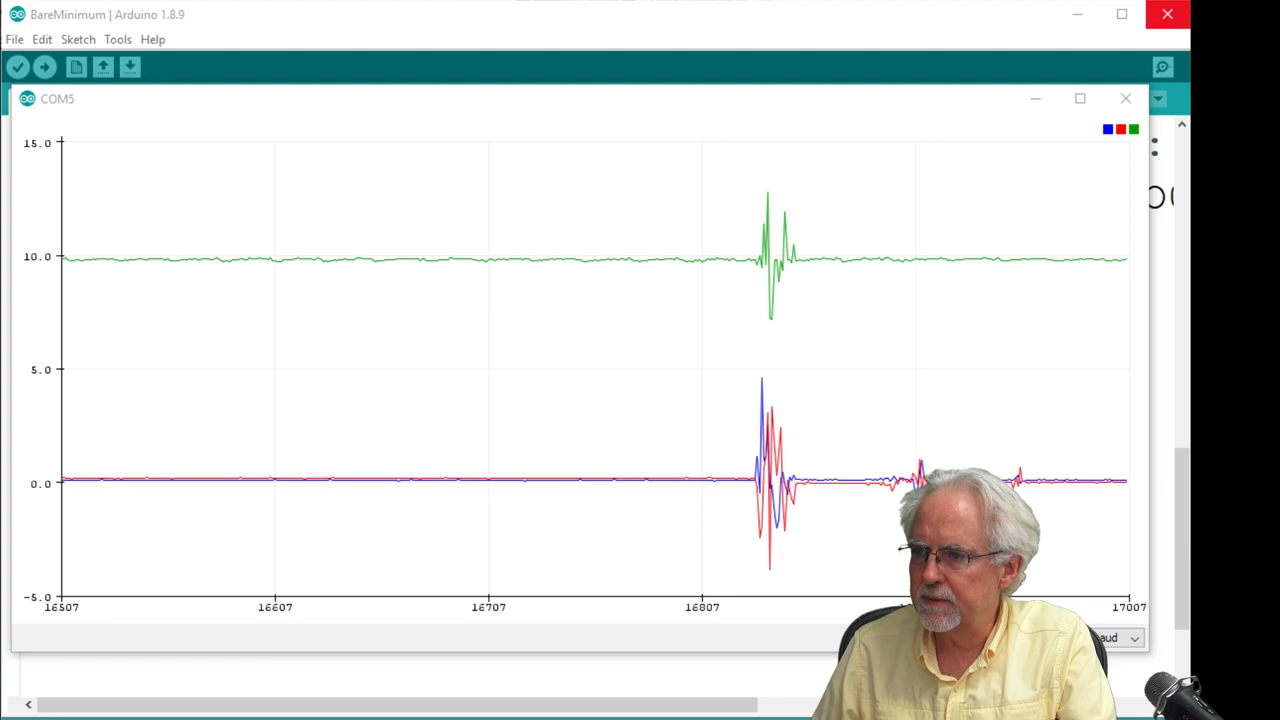 BareMinimum | Arduino 1.8.9
File Edit Sketch Tools Help
COM5
15.0
10.0
5.0
0.0
-5.0
16507 16607 16707 16807 17007
aud